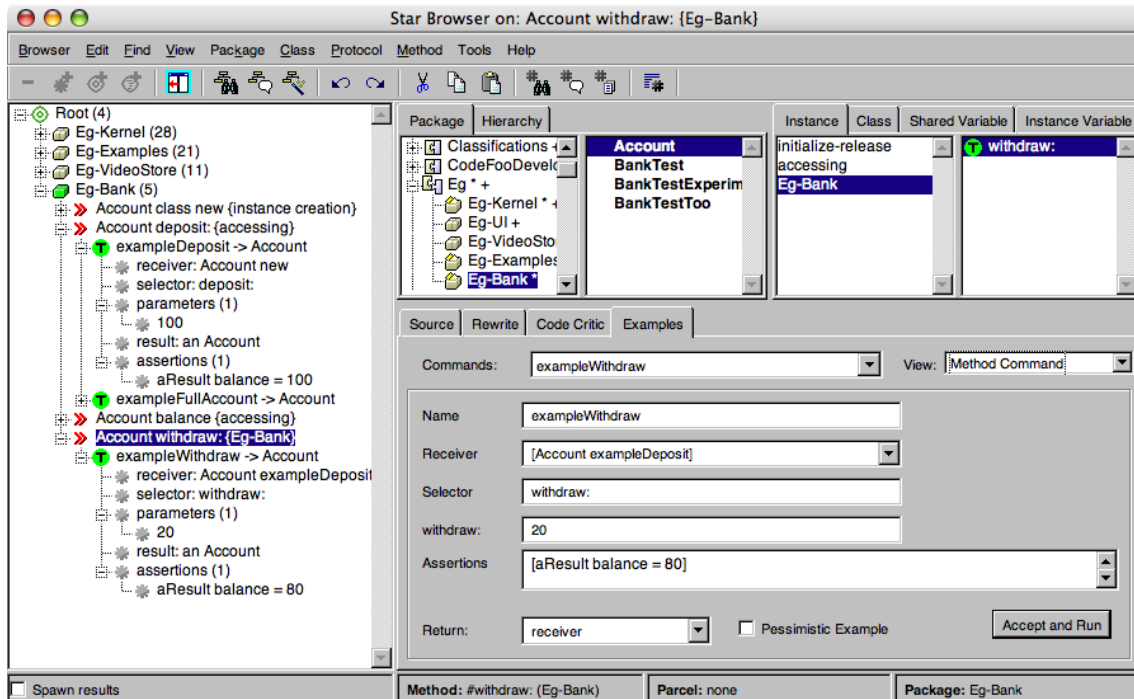 Star Browser on: Account withdraw: {Eg-Bank}
Browser Edit Find View Package Class Protocol Method Tools Help
Root (4)
Eg-Kernel (28)
Eg-Examples (21)
Eg-VideoStore (11)
Eg-Bank (5)
Account class new {instance creation}
Account deposit: {accessing}
exampleDeposit -> Account
receiver: Account new
selector: deposit:
parameters (1)
100
result: an Account
assertions (1)
aResult balance = 100
exampleFullAccount -> Account
Account balance {accessing}
Account withdraw: {Eg-Bank}
exampleWithdraw -> Account
receiver: Account exampleDeposit
selector: withdraw:
parameters (1)
20
result: an Account
assertions (1)
aResult balance = 80
Spawn results
Package Hierarchy
Classifications +
CodeFooDevelo
Eg * +
Eg-Kernel * +
Eg-UI +
Eg-VideoSto
Eg-Examples
Eg-Bank *
Account
BankTest
BankTestExperim
BankTestToo
Instance Class Shared Variable Instance Variable
initialize-release
accessing
Eg-Bank
T withdraw:
Source Rewrite Code Critic Examples
Commands: exampleWithdraw View: Method Command
Name exampleWithdraw
Receiver [Account exampleDeposit]
Selector withdraw:
withdraw: 20
Assertions [aResult balance = 80]
Return: receiver Pessimistic Example Accept and Run
Method: #withdraw: (Eg-Bank) Parcel: none Package: Eg-Bank